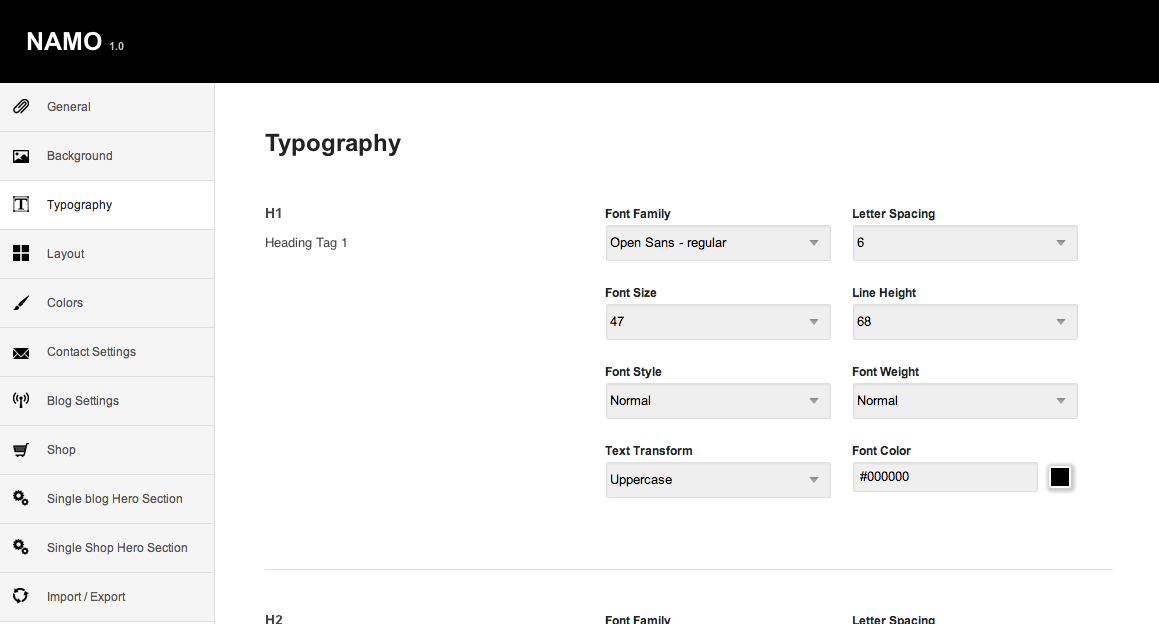 NAMO 1.0
General
Background
Typography
Layout
Colors
Contact Settings
Blog Settings
Shop
Single blog Hero Section
Single Shop Hero Section
Import / Export
Typography
H1
Heading Tag 1
Font Family
Open Sans - regular
Letter Spacing
6
Font Size
47
Line Height
68
Font Style
Normal
Font Weight
Normal
Text Transform
Uppercase
Font Color
#000000
H2
Font Family
Letter Spacing